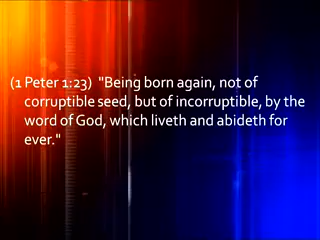 (1 Peter 1:23)  "Being born again, not of
corruptible seed, but of incorruptible, by the
word of God, which liveth and abideth for
ever."